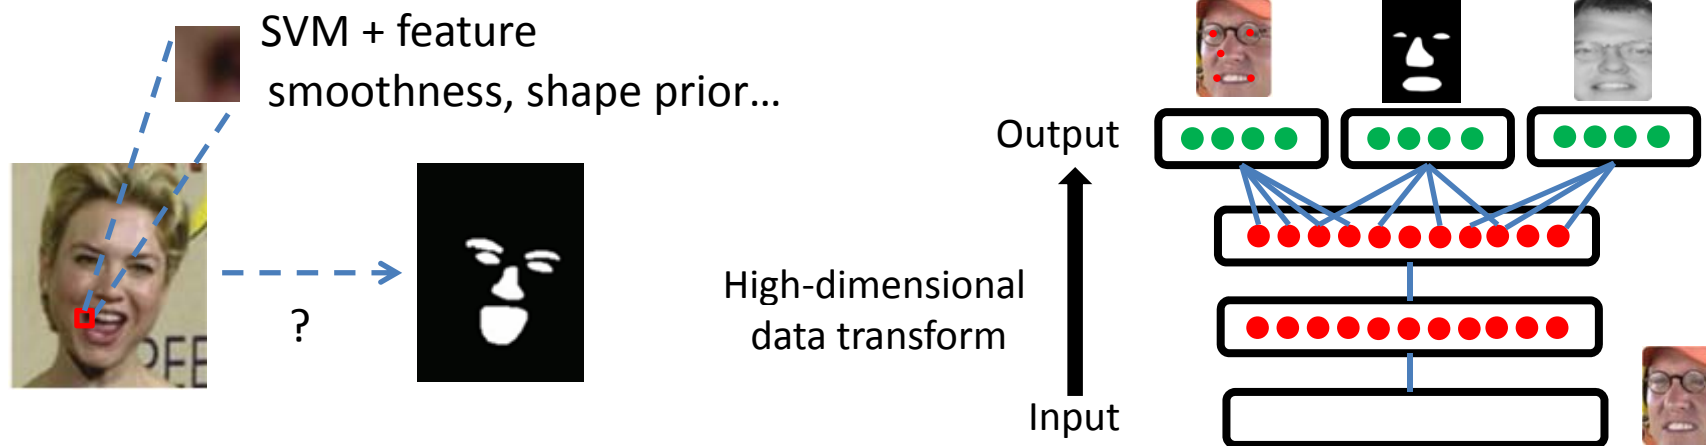 SVM + feature
smoothness, shape prior...
?
Output
High-dimensional
data transform
Input